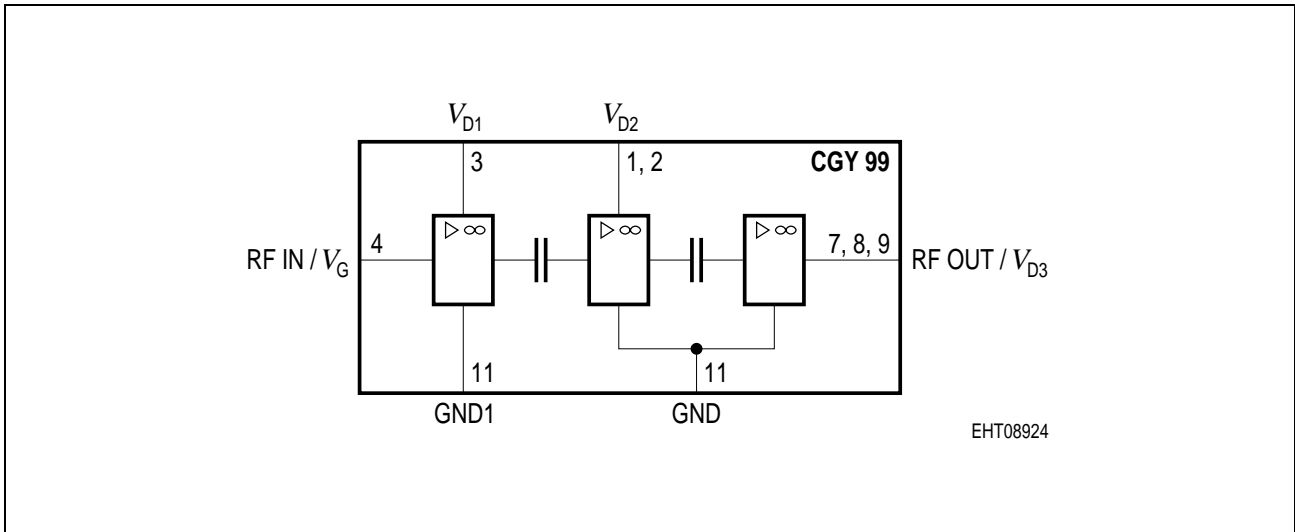 V_D1 V_D2
3 1, 2 CGY 99
▷∞ ▷∞ ▷∞
RF IN / V_G 4 7, 8, 9 RF OUT / V_D3
11 11
GND1 GND
EHT08924